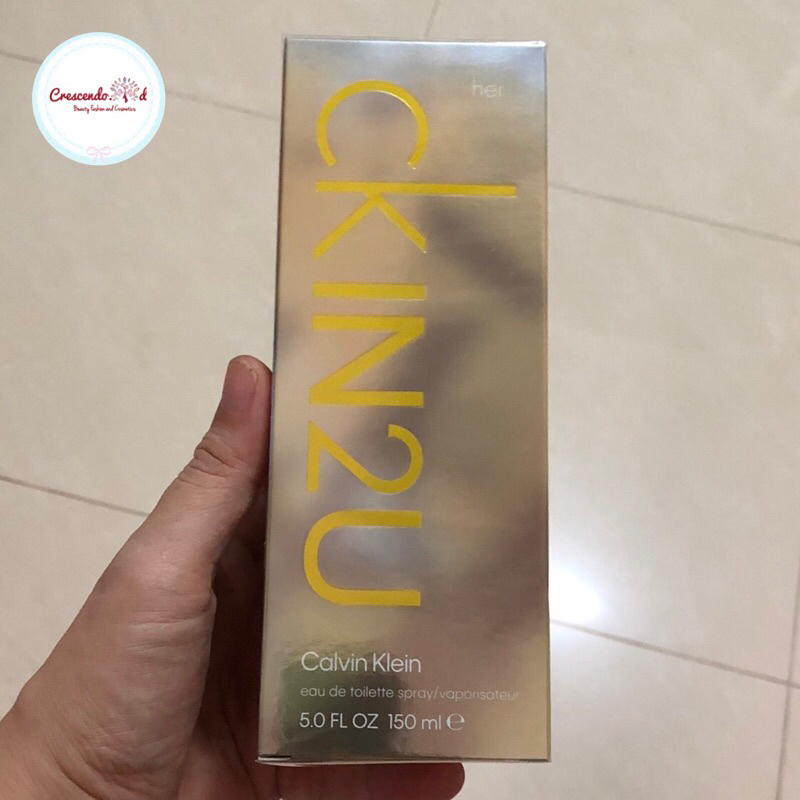 Crescendo
d
Beauty Fashion and Cosmetics
her
ckIN2U
Calvin Klein
eau de toilette spray/vaporisateur
5.0 FL OZ 150 ml ℮